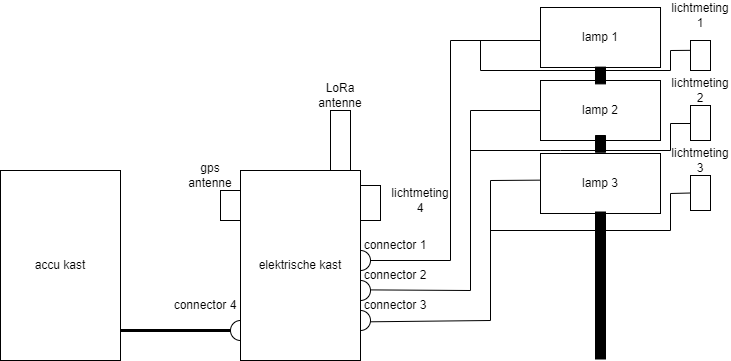 lichtmeting
1
lamp 1
lichtmeting
2
lamp 2
LoRa
antenne
lichtmeting
3
lamp 3
gps
antenne
lichtmeting
4
accu kast
elektrische kast
connector 1
connector 2
connector 3
connector 4